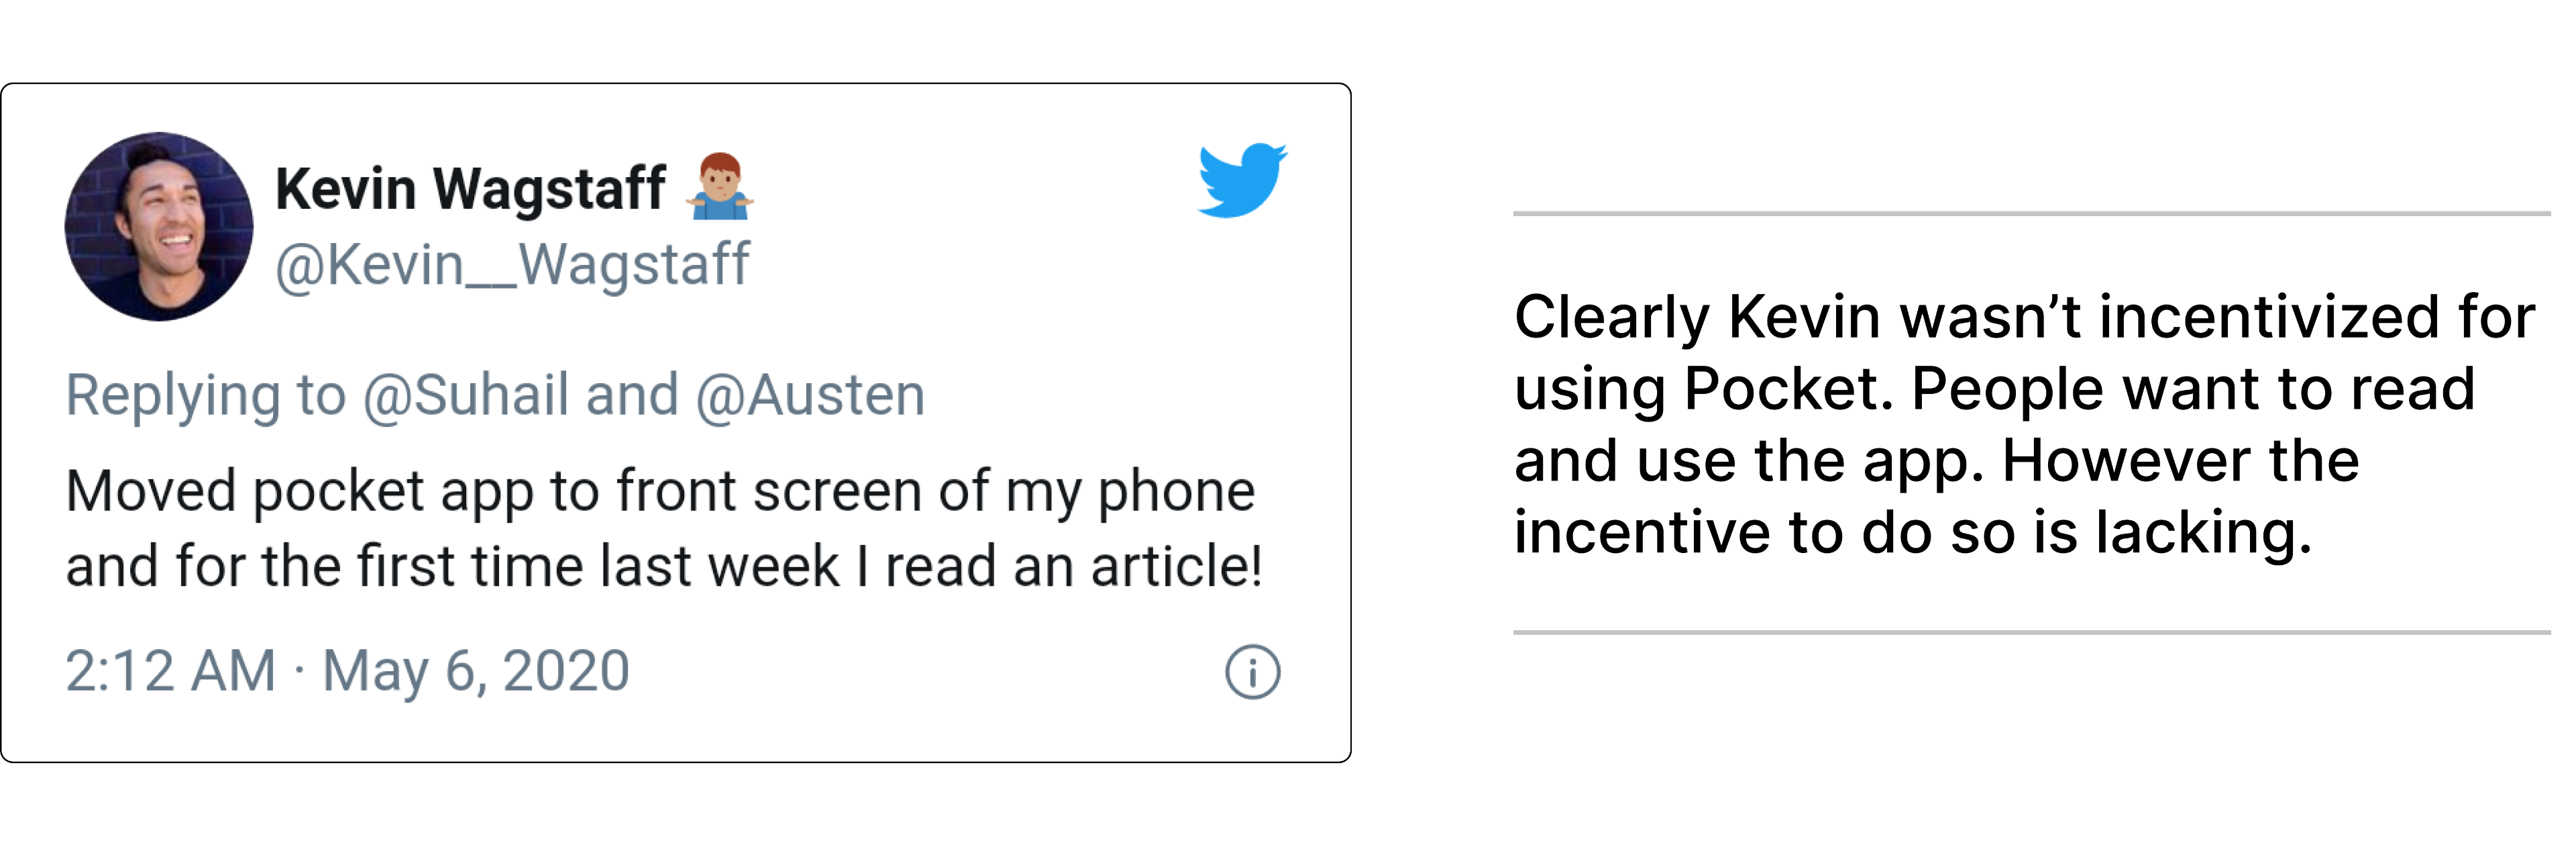 Kevin Wagstaff 🤷🏽‍♂️
@Kevin__Wagstaff
Replying to @Suhail and @Austen
Moved pocket app to front screen of my phone
and for the first time last week I read an article!
2:12 AM · May 6, 2020
Clearly Kevin wasn’t incentivized for
using Pocket. People want to read
and use the app. However the
incentive to do so is lacking.